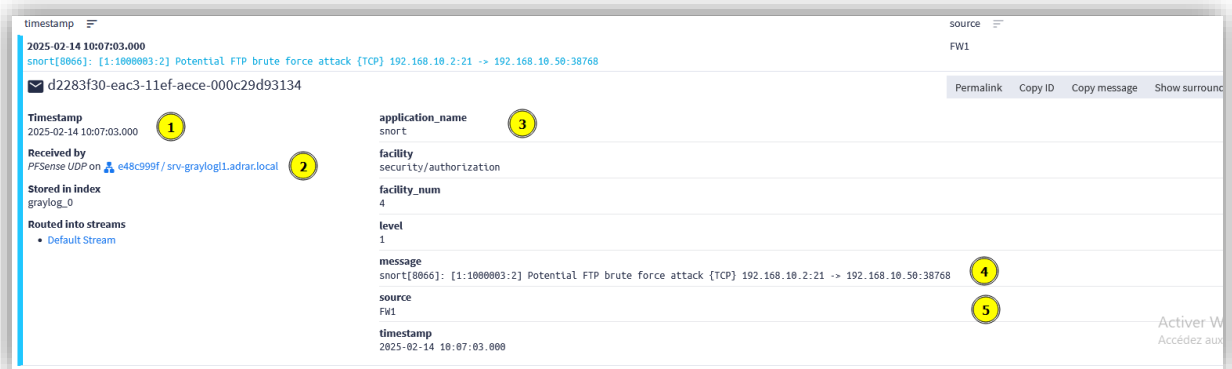 timestamp source
2025-02-14 10:07:03.000 FW1
snort[8066]: [1:1000003:2] Potential FTP brute force attack {TCP} 192.168.10.2:21 -> 192.168.10.50:38768
d2283f30-eac3-11ef-aece-000c29d93134
Permalink Copy ID Copy message Show surround
Timestamp
2025-02-14 10:07:03.000
1
Received by
PFSense UDP on e48c999f / srv-graylogl1.adrar.local
2
Stored in index
graylog_0
Routed into streams
• Default Stream
application_name
snort
3
facility
security/authorization
facility_num
4
level
1
message
snort[8066]: [1:1000003:2] Potential FTP brute force attack {TCP} 192.168.10.2:21 -> 192.168.10.50:38768
4
source
FW1
5
timestamp
2025-02-14 10:07:03.000
Activer W
Accédez aux